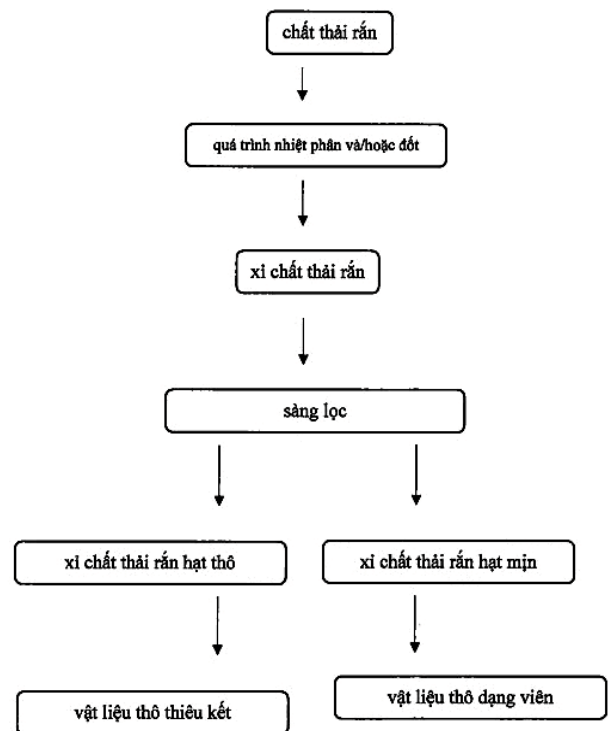 chất thải rắn
quá trình nhiệt phân và/hoặc đốt
xỉ chất thải rắn
sàng lọc
xỉ chất thải rắn hạt thô
xỉ chất thải rắn hạt mịn
vật liệu thô thiêu kết
vật liệu thô dạng viên